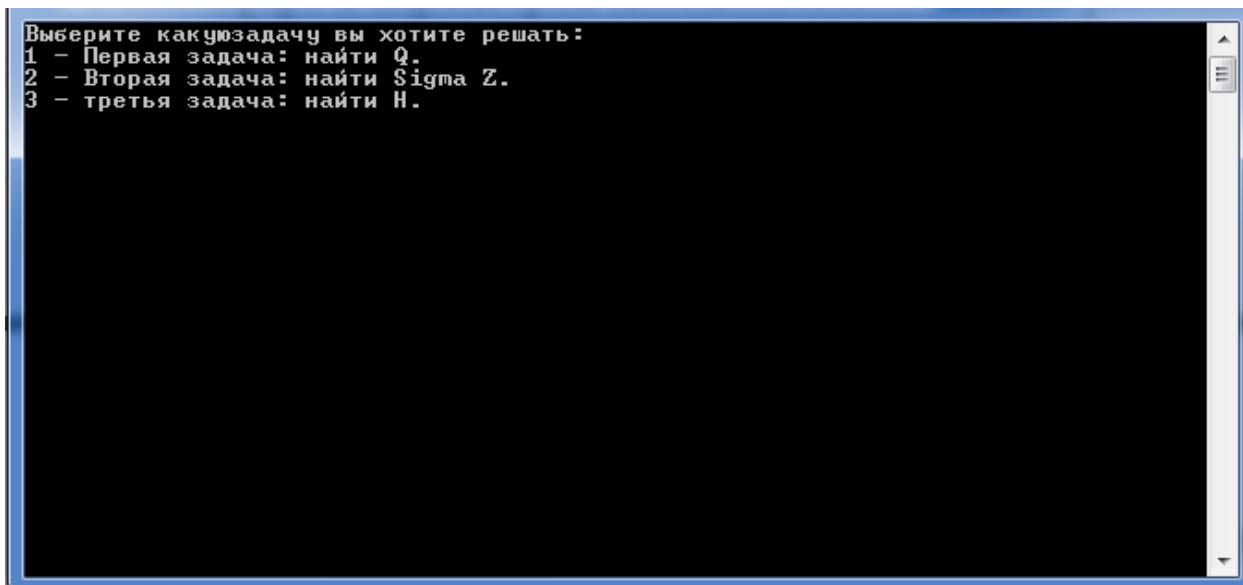 Выберите какуюзадачу вы хотите решать:
1 - Первая задача: найти Q.
2 - Вторая задача: найти Sigma Z.
3 - третья задача: найти H.